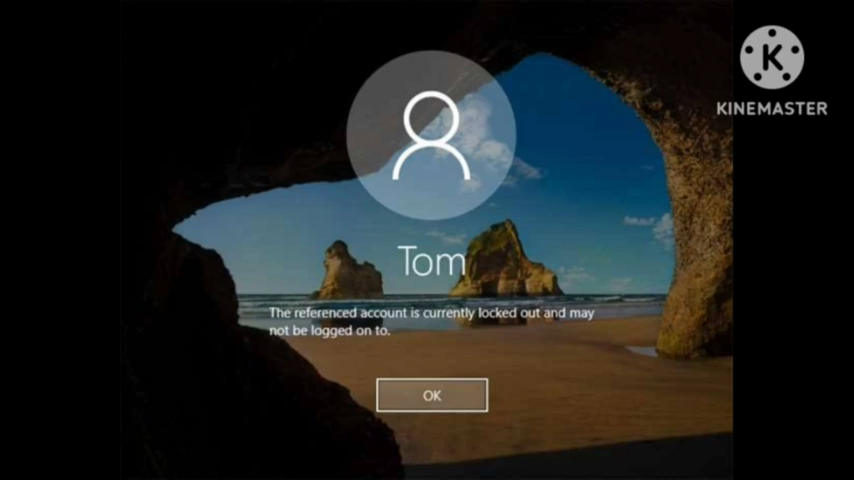 K
KINEMASTER
Tom
The referenced account is currently locked out and may
not be logged on to.
OK